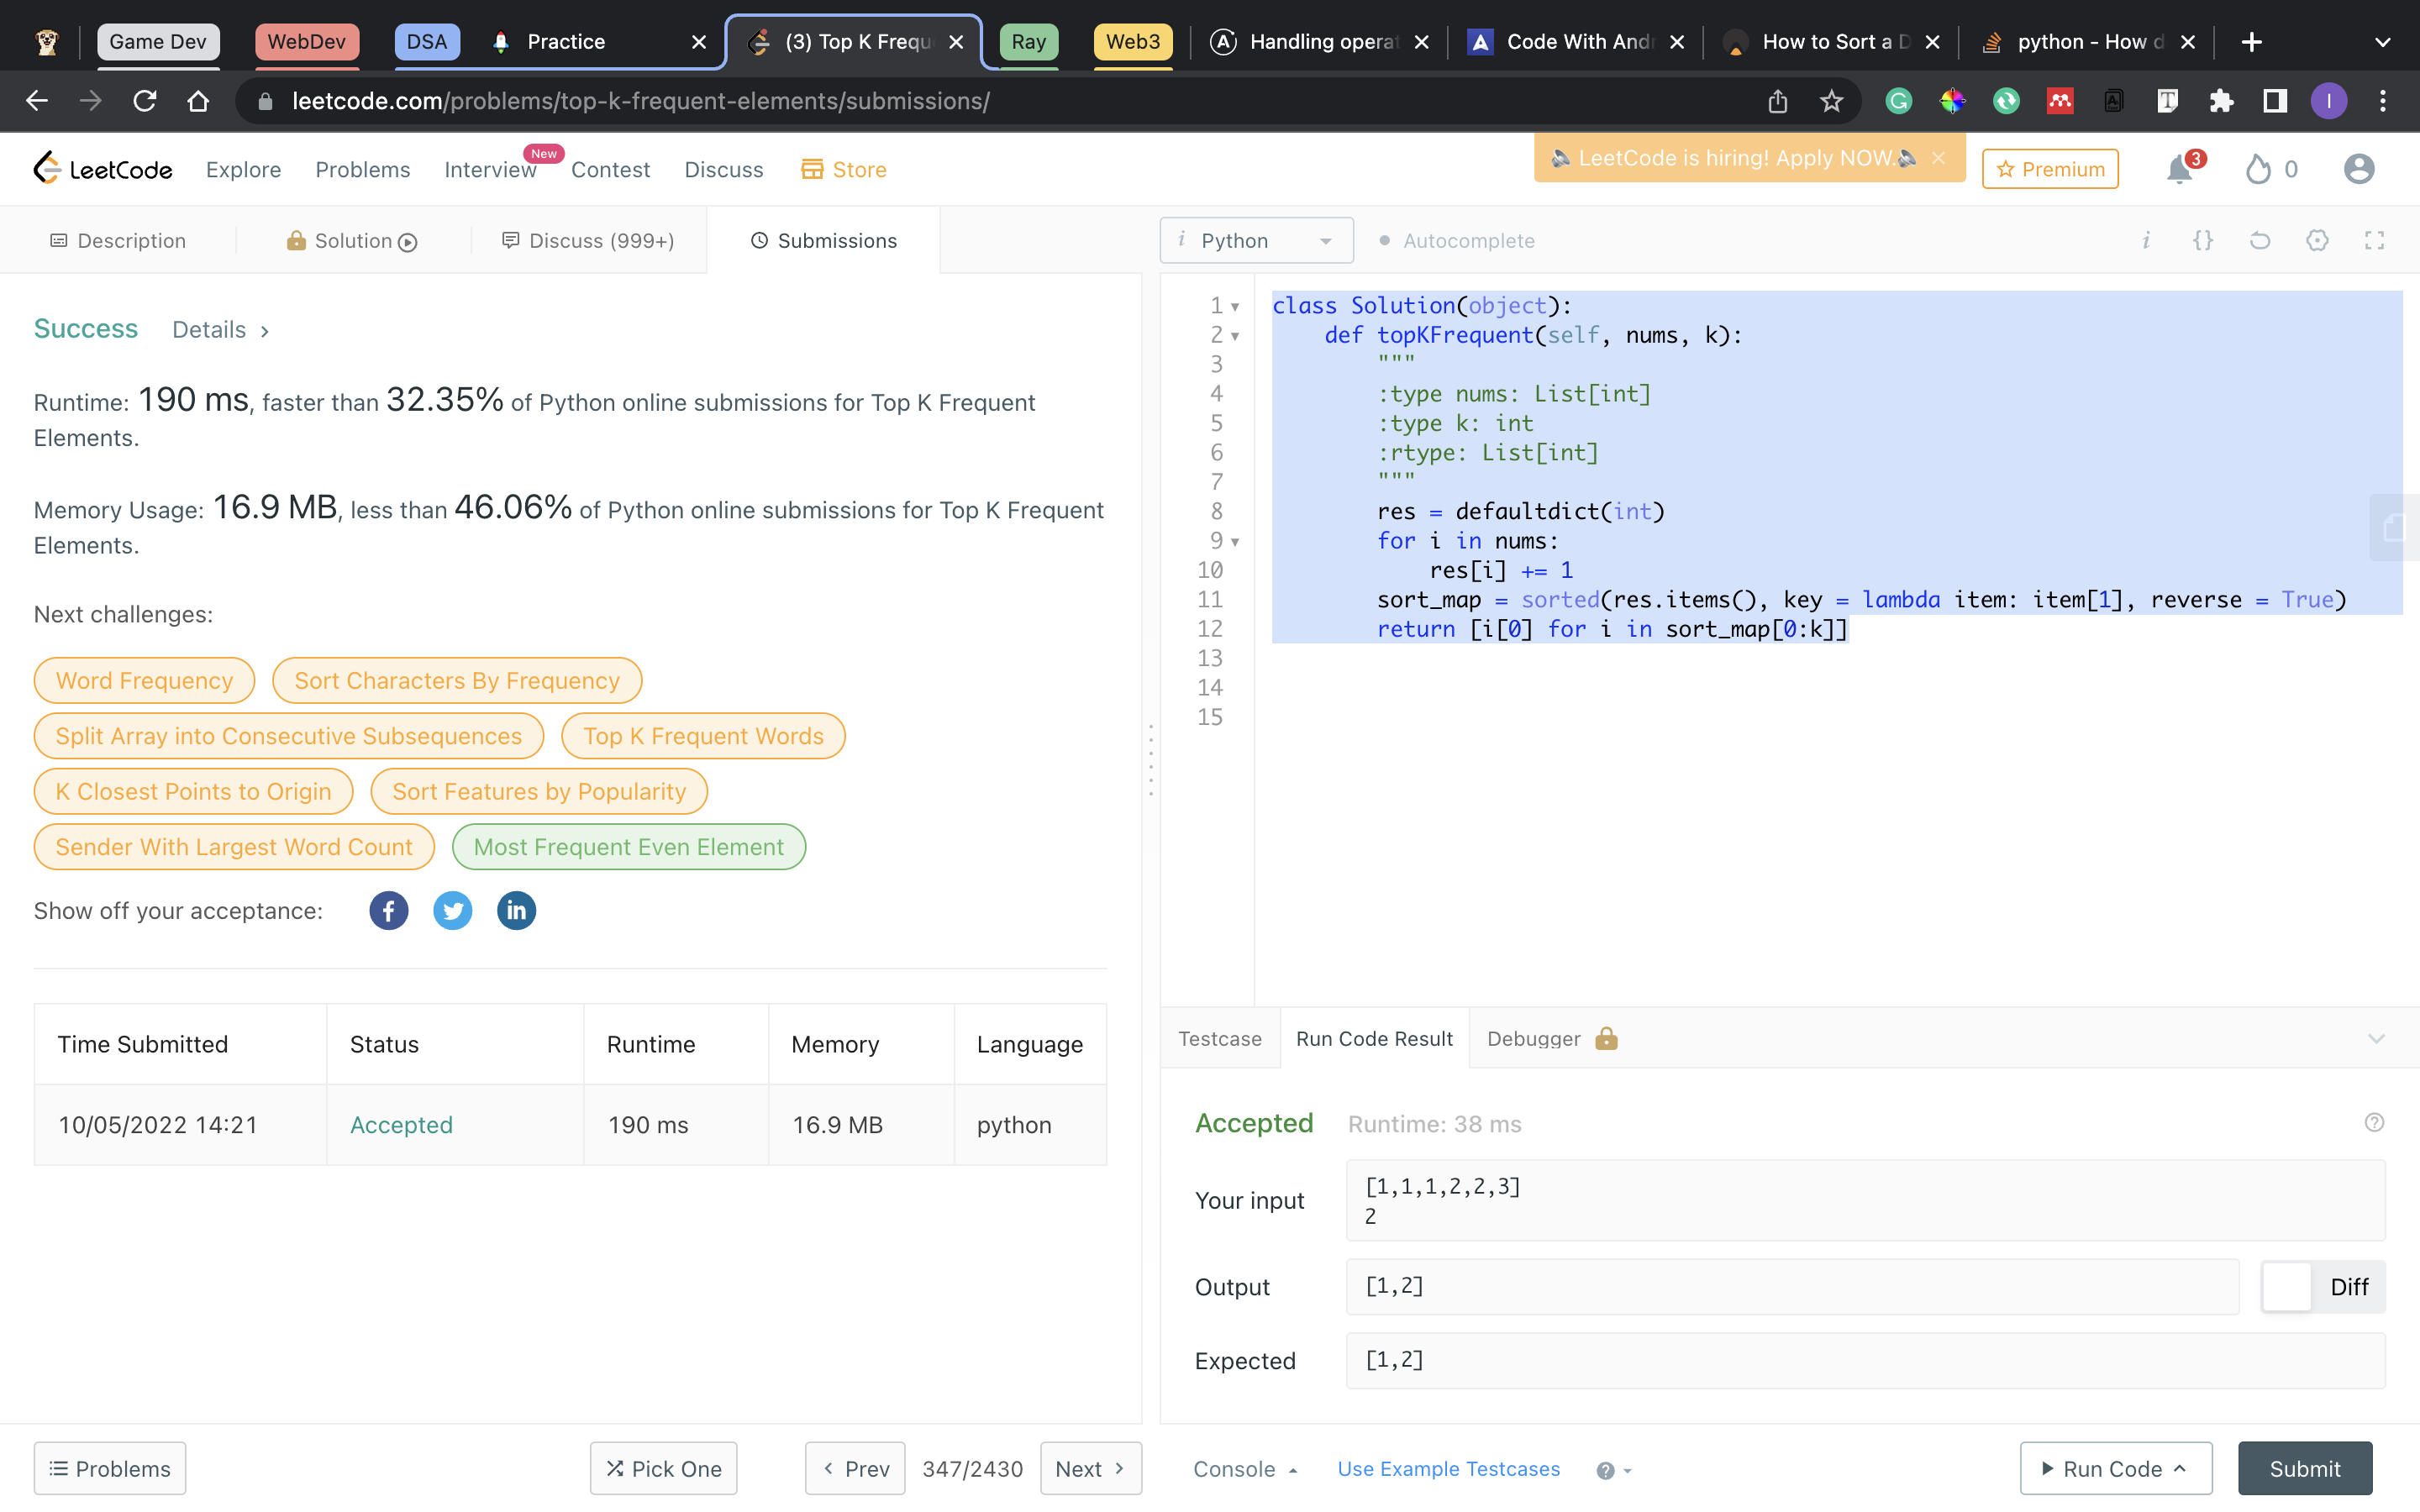 Game Dev WebDev DSA Practice (3) Top K Frequ Ray Web3 Handling operat Code With Andr How to Sort a D python - How d
leetcode.com/problems/top-k-frequent-elements/submissions/
LeetCode Explore Problems Interview New Contest Discuss Store LeetCode is hiring! Apply NOW. Premium 3 0
Description Solution Discuss (999+) Submissions
i Python Autocomplete
Success Details
Runtime: 190 ms, faster than 32.35% of Python online submissions for Top K Frequent
Elements.
Memory Usage: 16.9 MB, less than 46.06% of Python online submissions for Top K Frequent
Elements.
Next challenges:
Word Frequency Sort Characters By Frequency
Split Array into Consecutive Subsequences Top K Frequent Words
K Closest Points to Origin Sort Features by Popularity
Sender With Largest Word Count Most Frequent Even Element
Show off your acceptance:
Time Submitted Status Runtime Memory Language
10/05/2022 14:21 Accepted 190 ms 16.9 MB python
1 class Solution(object):
2 def topKFrequent(self, nums, k):
3 """
4 :type nums: List[int]
5 :type k: int
6 :rtype: List[int]
7 """
8 res = defaultdict(int)
9 for i in nums:
10 res[i] += 1
11 sort_map = sorted(res.items(), key = lambda item: item[1], reverse = True)
12 return [i[0] for i in sort_map[0:k]]
13
14
15
Testcase Run Code Result Debugger
Accepted Runtime: 38 ms
Your input
[1,1,1,2,2,3]
2
Output [1,2] Diff
Expected [1,2]
Problems Pick One Prev 347/2430 Next Console Use Example Testcases Run Code Submit